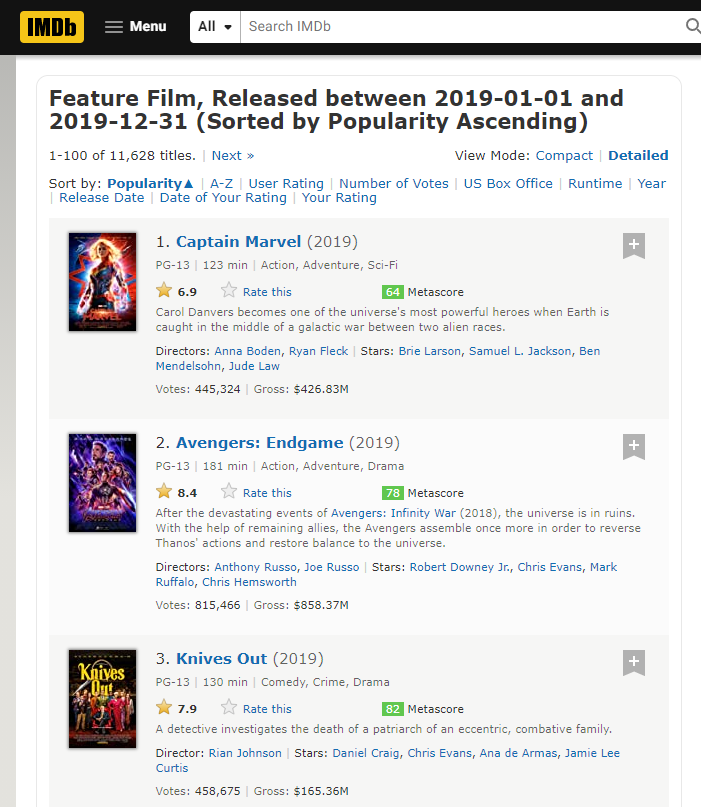 IMDb Menu All Search IMDb
Feature Film, Released between 2019-01-01 and
2019-12-31 (Sorted by Popularity Ascending)
1-100 of 11,628 titles. | Next » View Mode: Compact | Detailed
Sort by: Popularity▲ | A-Z | User Rating | Number of Votes | US Box Office | Runtime | Year
| Release Date | Date of Your Rating | Your Rating
1. Captain Marvel (2019)
PG-13 | 123 min | Action, Adventure, Sci-Fi
6.9 Rate this 64 Metascore
Carol Danvers becomes one of the universe's most powerful heroes when Earth is
caught in the middle of a galactic war between two alien races.
Directors: Anna Boden, Ryan Fleck | Stars: Brie Larson, Samuel L. Jackson, Ben
Mendelsohn, Jude Law
Votes: 445,324 | Gross: $426.83M
2. Avengers: Endgame (2019)
PG-13 | 181 min | Action, Adventure, Drama
8.4 Rate this 78 Metascore
After the devastating events of Avengers: Infinity War (2018), the universe is in ruins.
With the help of remaining allies, the Avengers assemble once more in order to reverse
Thanos' actions and restore balance to the universe.
Directors: Anthony Russo, Joe Russo | Stars: Robert Downey Jr., Chris Evans, Mark
Ruffalo, Chris Hemsworth
Votes: 815,466 | Gross: $858.37M
Knives
Out
3. Knives Out (2019)
PG-13 | 130 min | Comedy, Crime, Drama
7.9 Rate this 82 Metascore
A detective investigates the death of a patriarch of an eccentric, combative family.
Director: Rian Johnson | Stars: Daniel Craig, Chris Evans, Ana de Armas, Jamie Lee
Curtis
Votes: 458,675 | Gross: $165.36M